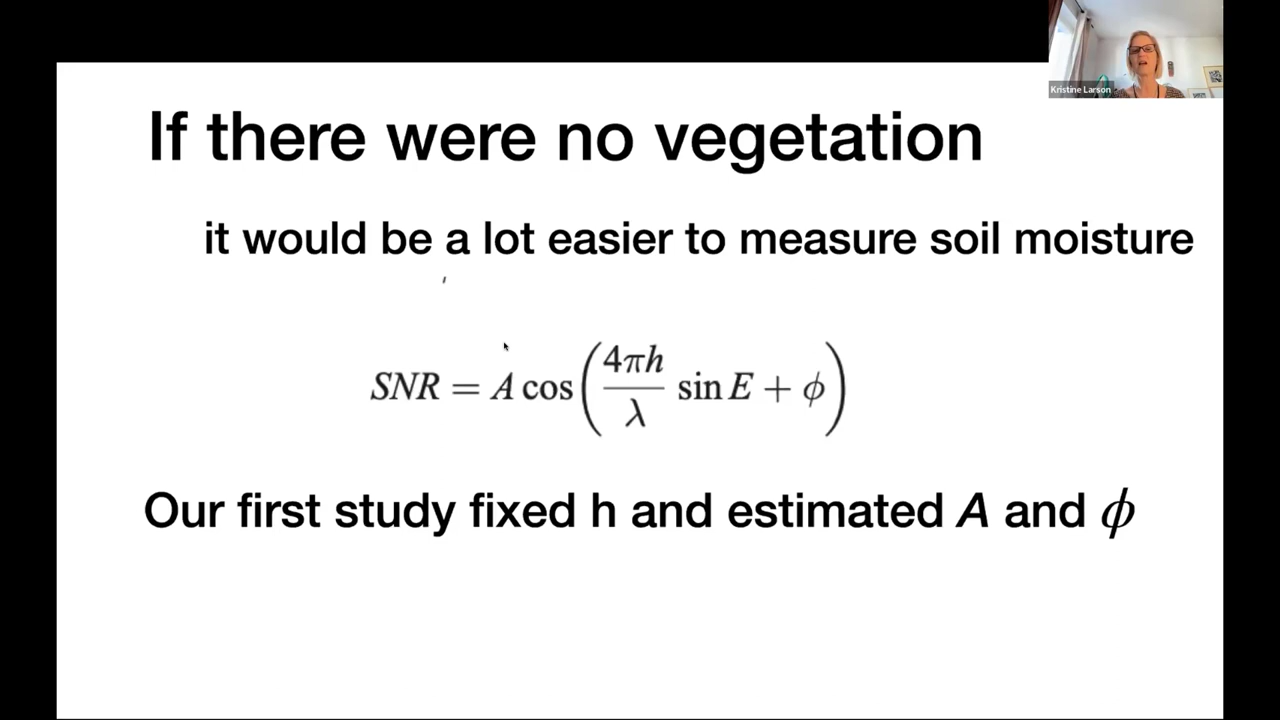 Kristine Larson
If there were no vegetation
it would be a lot easier to measure soil moisture
SNR = A cos(4πh/λ sin E + ϕ)
Our first study fixed h and estimated A and ϕ